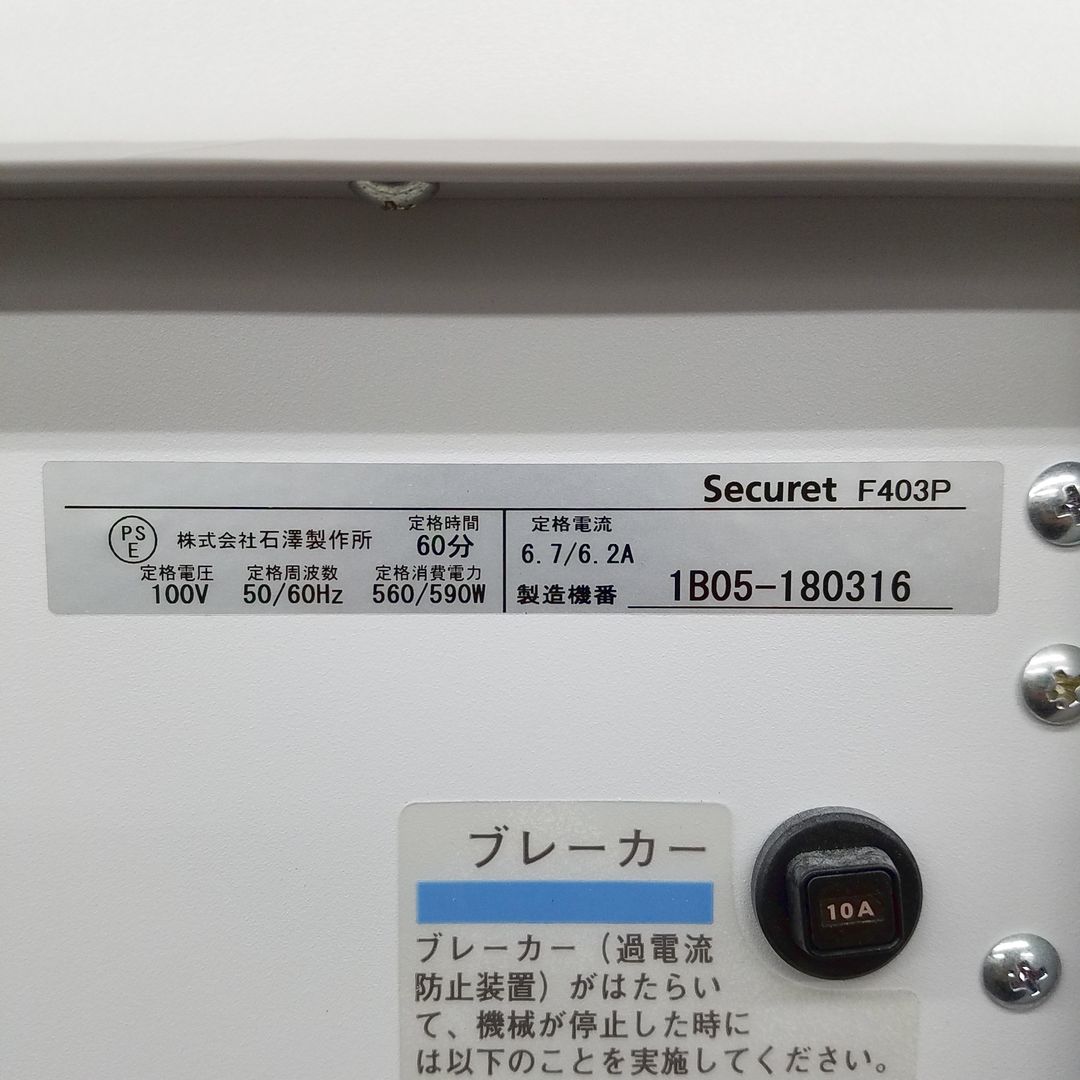 Securet F403P
PS E 株式会社石澤製作所
定格時間
60分
定格電圧 定格周波数 定格消費電力
100V 50/60Hz 560/590W
定格電流
6.7/6.2A
製造機番 1B05-180316
ブレーカー
10A
ブレーカー（過電流
防止装置）がはたらい
て、機械が停止した時に
は以下のことを実施してください。